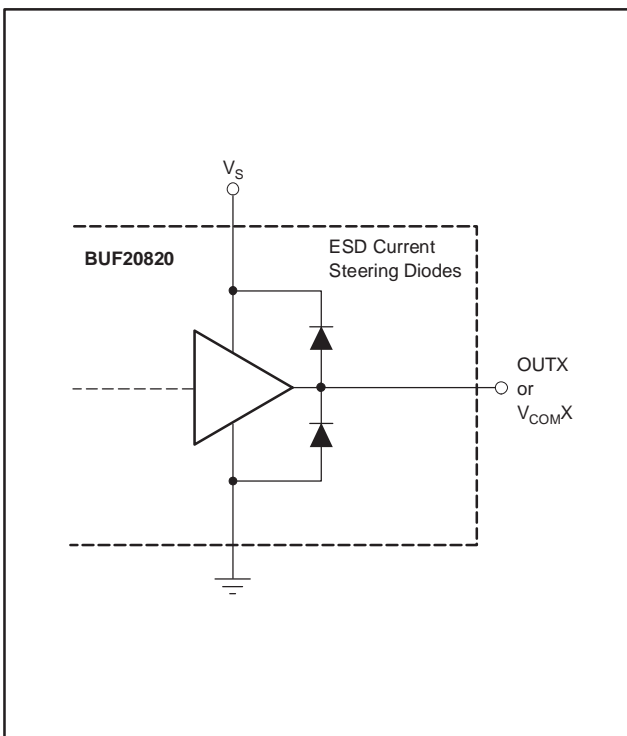 V_S
BUF20820
ESD Current
Steering Diodes
OUTX
or
V_COMX